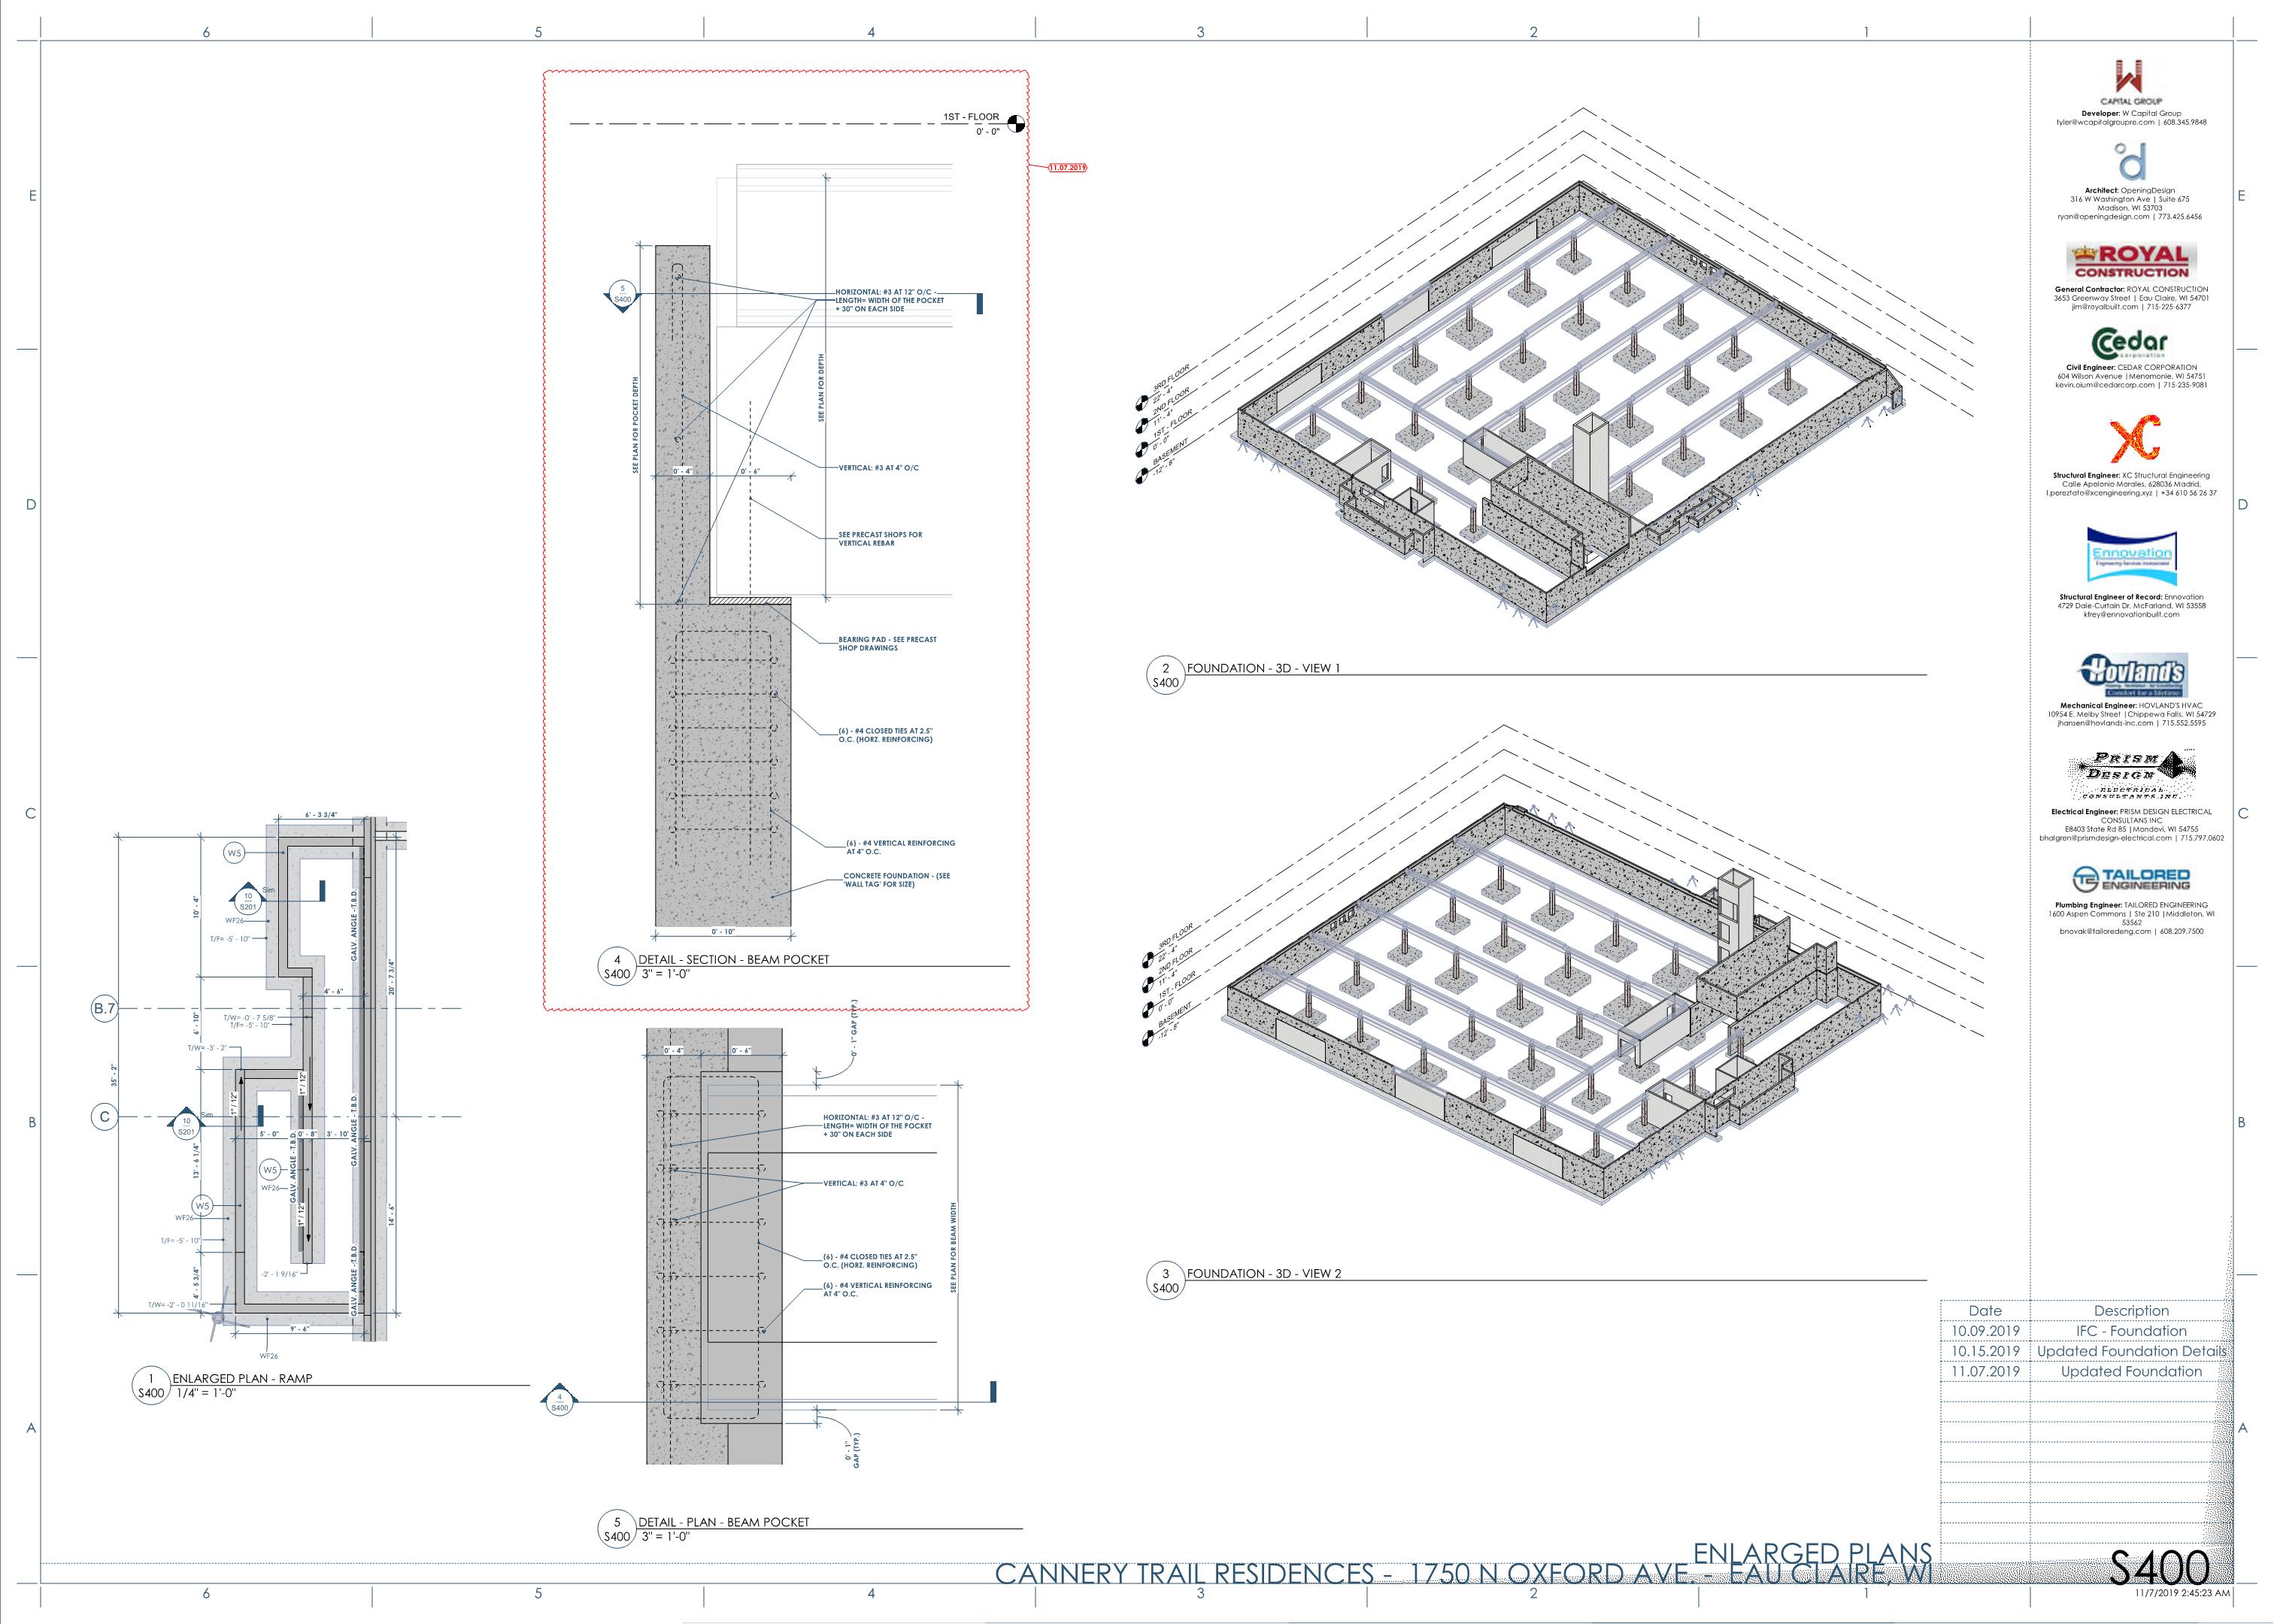 6
5
4
3
2
1
E
D
C
B
A
1ST - FLOOR
0' - 0"
11.07.2019
5
S400
HORIZONTAL: #3 AT 12" O/C -
LENGTH= WIDTH OF THE POCKET
+ 30" ON EACH SIDE
SEE PLAN FOR POCKET DEPTH
SEE PLAN FOR DEPTH
0' - 4"
0' - 6"
VERTICAL: #3 AT 4" O/C
SEE PRECAST SHOPS FOR
VERTICAL REBAR
BEARING PAD - SEE PRECAST
SHOP DRAWINGS
(6) - #4 CLOSED TIES AT 2.5"
O.C. (HORZ. REINFORCING)
(6) - #4 VERTICAL REINFORCING
AT 4" O.C.
CONCRETE FOUNDATION - (SEE
'WALL TAG' FOR SIZE)
0' - 10"
4
S400
DETAIL - SECTION - BEAM POCKET
3" = 1'-0"
0' - 1" GAP (TYP.)
0' - 4"
0' - 6"
HORIZONTAL: #3 AT 12" O/C -
LENGTH= WIDTH OF THE POCKET
+ 30" ON EACH SIDE
VERTICAL: #3 AT 4" O/C
(6) - #4 CLOSED TIES AT 2.5"
O.C. (HORZ. REINFORCING)
(6) - #4 VERTICAL REINFORCING
AT 4" O.C.
SEE PLAN FOR BEAM WIDTH
4
S400
0' - 1"
GAP (TYP.)
5
S400
DETAIL - PLAN - BEAM POCKET
3" = 1'-0"
6' - 3 3/4"
W5
Sim
10
S201
WF26
T/F= -5' - 10"
10' - 4"
GALV. ANGLE -T.B.D.
20' - 7 3/4"
4' - 6"
B.7
T/W= -0' - 7 5/8"
T/F= -5' - 10"
6' - 10"
T/W= -3' - 2"
35' - 2"
1" / 12"
1" / 12"
C
Sim
10
S201
5' - 0"
0' - 8"
3' - 10"
GALV. ANGLE -T.B.D.
GALV. ANGLE -T.B.D.
13' - 6 1/4"
W5
WF26
W5
WF26
1" / 12"
14' - 6"
T/F= -5' - 10"
-2' - 1 9/16"
4' - 5 3/4"
GALV. ANGLE -T.B.D.
T/W= -2' - 0 11/16"
9' - 6"
WF26
1
S400
ENLARGED PLAN - RAMP
1/4" = 1'-0"
3RD FLOOR
22' - 4"
2ND FLOOR
11' - 4"
1ST - FLOOR
0' - 0"
BASEMENT
-12' - 8"
2
S400
FOUNDATION - 3D - VIEW 1
3RD FLOOR
22' - 4"
2ND FLOOR
11' - 4"
1ST - FLOOR
0' - 0"
BASEMENT
-12' - 8"
3
S400
FOUNDATION - 3D - VIEW 2
W
CAPITAL GROUP
Developer: W Capital Group
tyler@wcapitalgroupre.com | 608.345.9848
d
Architect: OpeningDesign
316 W Washington Ave | Suite 675
Madison, WI 53703
ryan@openingdesign.com | 773.425.6456
ROYAL
CONSTRUCTION
General Contractor: ROYAL CONSTRUCTION
3653 Greenway Street | Eau Claire, WI 54701
jim@royalbuilt.com | 715-225-6377
Cedar
corporation
Civil Engineer: CEDAR CORPORATION
604 Wilson Avenue |Menomonie, WI 54751
kevin.oium@cedarcorp.com | 715-235-9081
XC
Structural Engineer: XC Structural Engineering
Calle Apolonio Morales, 628036 Madrid,
l.pereztato@xcengineering.xyz | +34 610 56 26 37
Ennovation
Engineering Services Incorporated
Structural Engineer of Record: Ennovation
4729 Dale-Curtain Dr, McFarland, WI 53558
kfrey@ennovationbuilt.com
Hovland's
Comfort for a lifetime
Mechanical Engineer: HOVLAND'S HVAC
10954 E. Melby Street |Chippewa Falls, WI 54729
jhansen@hovlands-inc.com | 715.552.5595
PRISM
DESIGN
ELECTRICAL
CONSULTANTS INC.
Electrical Engineer: PRISM DESIGN ELECTRICAL
CONSULTANS INC
E8403 State Rd 85 |Mondovi, WI 54755
bhalgren@prismdesign-electrical.com | 715.797.0602
TE TAILORED
ENGINEERING
Plumbing Engineer: TAILORED ENGINEERING
1600 Aspen Commons | Ste 210 |Middleton, WI
53562
bnovak@tailoredeng.com | 608.209.7500
Date Description
10.09.2019 IFC - Foundation
10.15.2019 Updated Foundation Details
11.07.2019 Updated Foundation
ENLARGED PLANS
CANNERY TRAIL RESIDENCES - 1750 N OXFORD AVE. - EAU CLAIRE, WI
S400
11/7/2019 2:45:23 AM
E
D
C
B
A
6
5
4
3
2
1